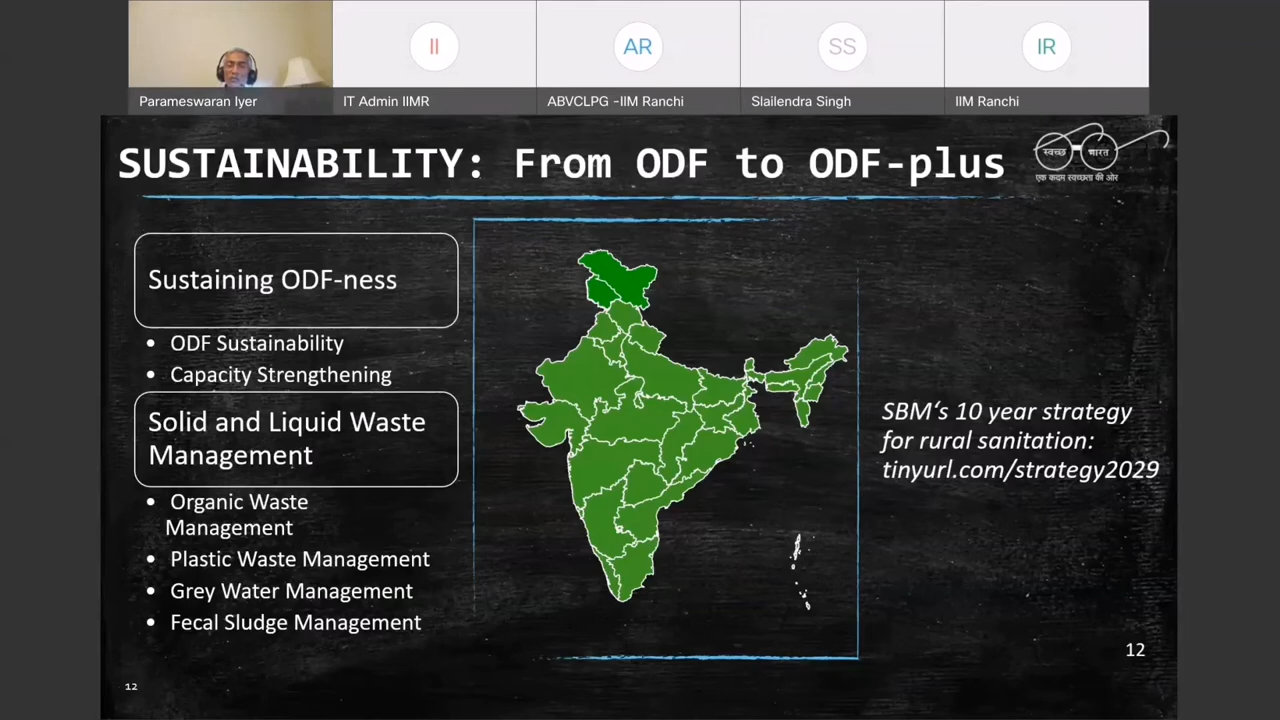 II
AR
SS
IR
Parameswaran Iyer
IT Admin IIMR
ABVCLPG -IIM Ranchi
Slailendra Singh
IIM Ranchi
SUSTAINABILITY: From ODF to ODF-plus
स्वच्छ भारत
एक कदम स्वच्छता की ओर
Sustaining ODF-ness
• ODF Sustainability
• Capacity Strengthening
Solid and Liquid Waste
Management
• Organic Waste
Management
• Plastic Waste Management
• Grey Water Management
• Fecal Sludge Management
SBM‘s 10 year strategy
for rural sanitation:
tinyurl.com/strategy2029
12
12